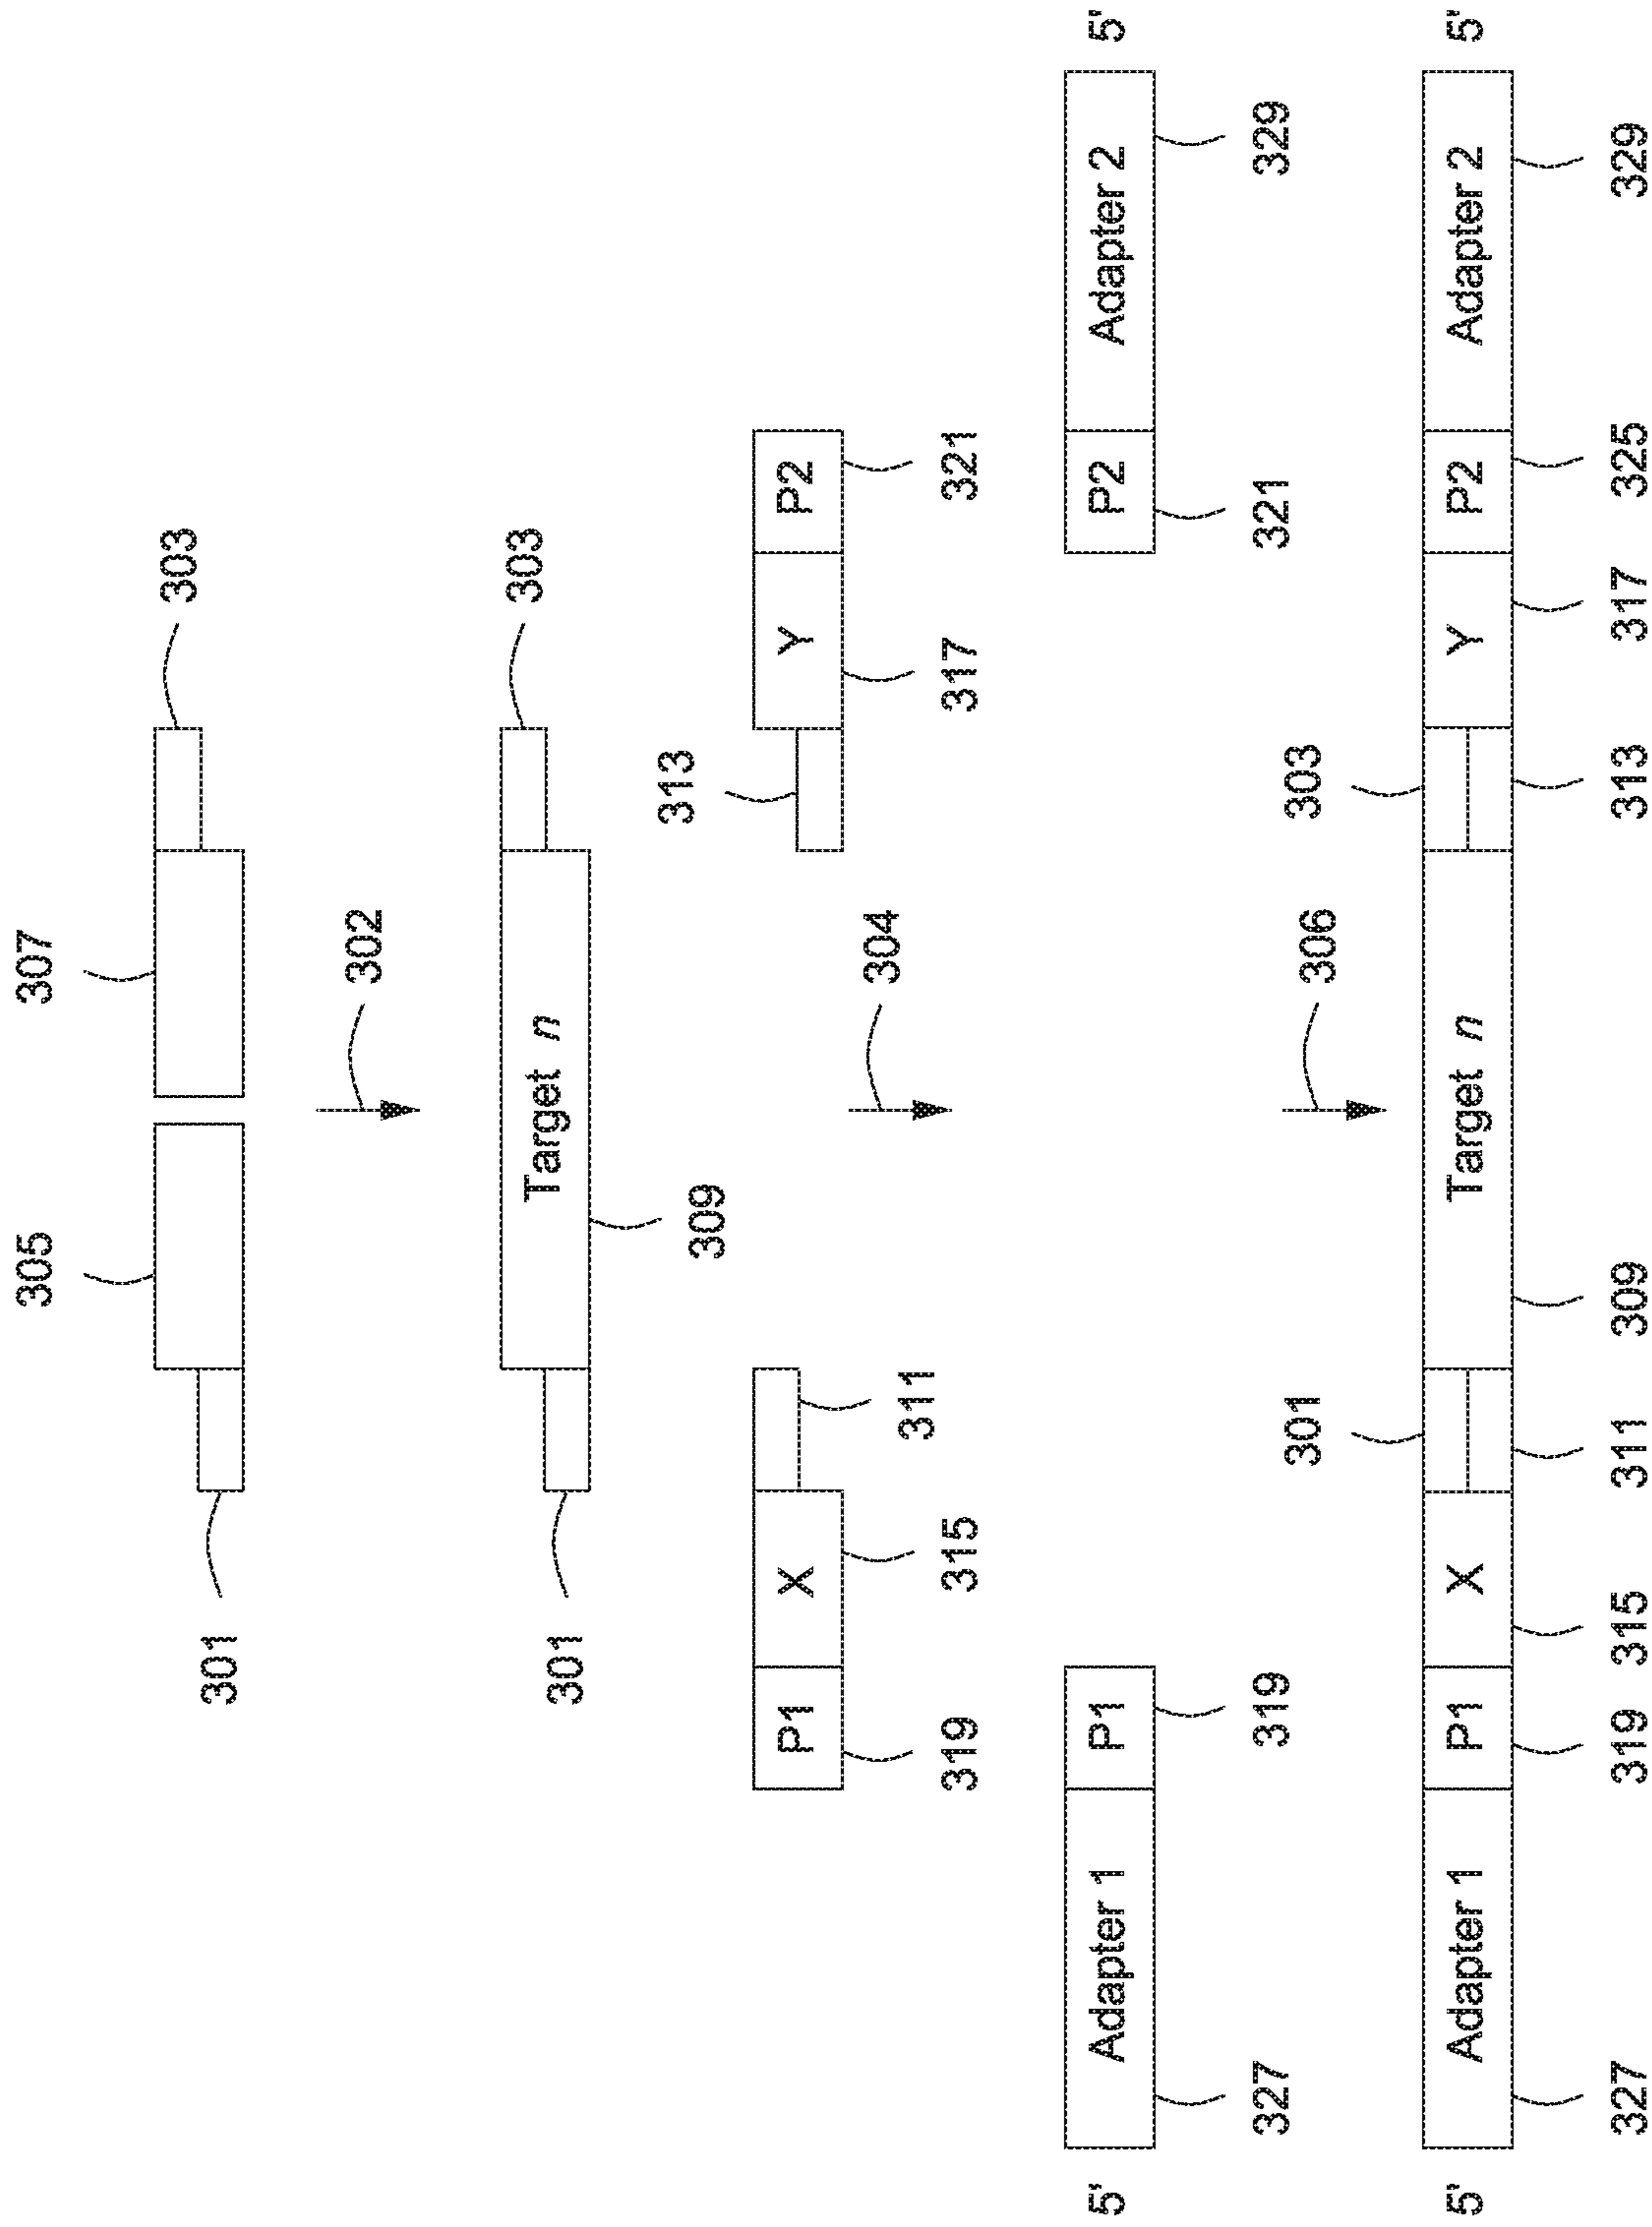 305 307
301 303
302
Target n
301 303
309
313
P1 X Y P2
311
304
319 315 317 321
5' Adapter 1 P1 P2 Adapter 2 5'
327 319 321 329
306
301 303
5' Adapter 1 P1 X Target n Y P2 Adapter 2 5'
327 319 315 311 309 313 317 325 329